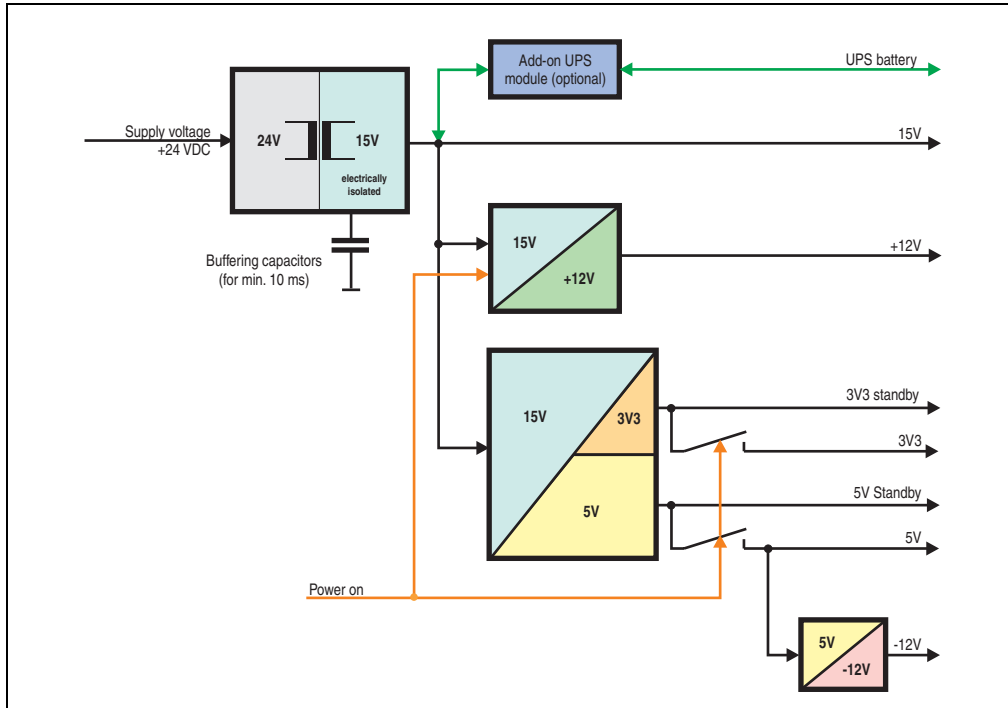 Add-on UPS
module (optional)
UPS battery
Supply voltage
+24 VDC
24V
15V
electrically
isolated
15V
Buffering capacitors
(for min. 10 ms)
15V
+12V
+12V
15V
3V3
5V
3V3 standby
3V3
5V Standby
5V
Power on
5V
-12V
-12V